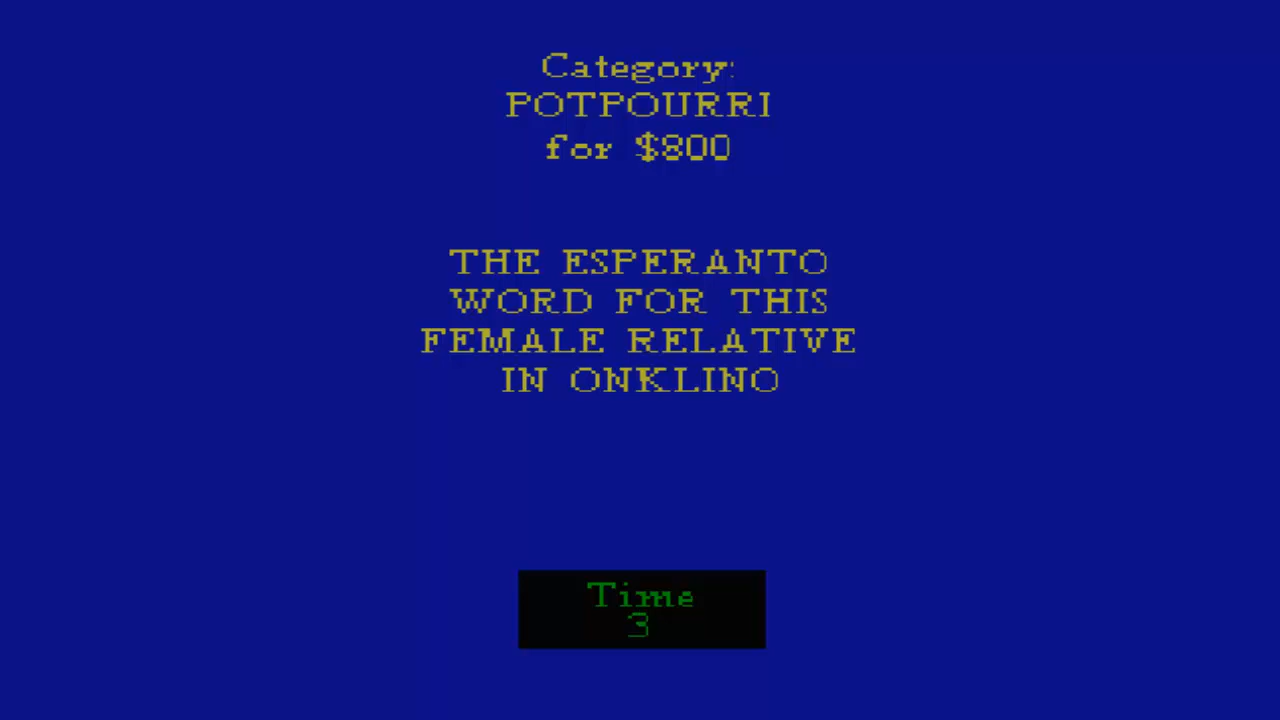 Category:
POTPOURRI
for $800
THE ESPERANTO
WORD FOR THIS
FEMALE RELATIVE
IN ONKLINO
Time
3